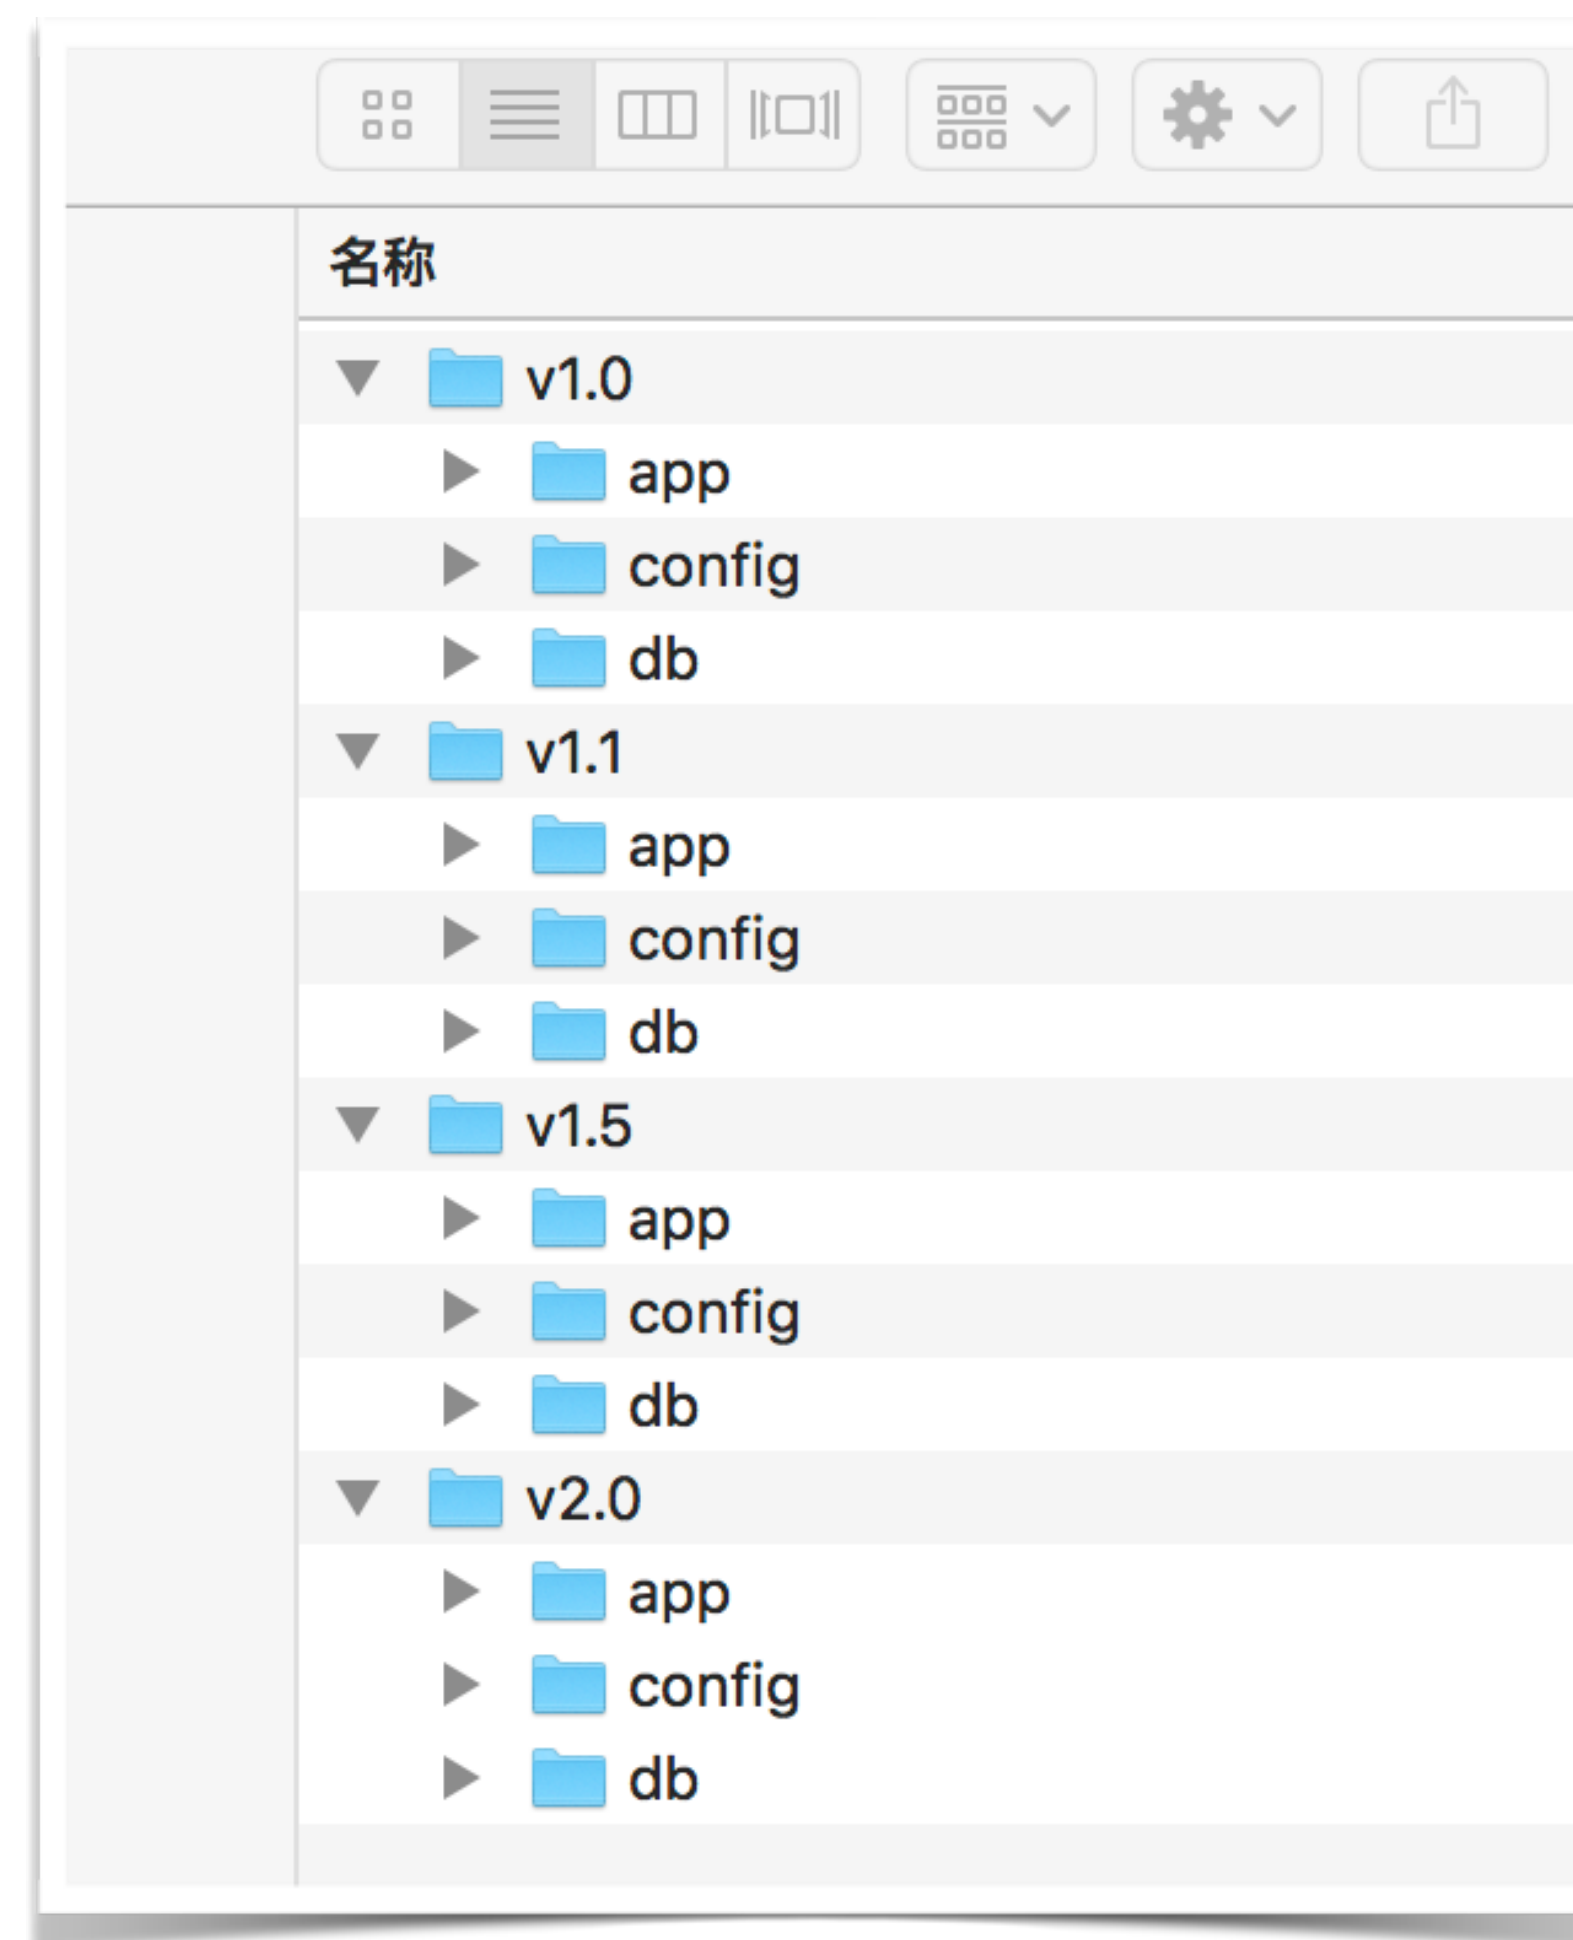 名称
v1.0
app
config
db
v1.1
app
config
db
v1.5
app
config
db
v2.0
app
config
db